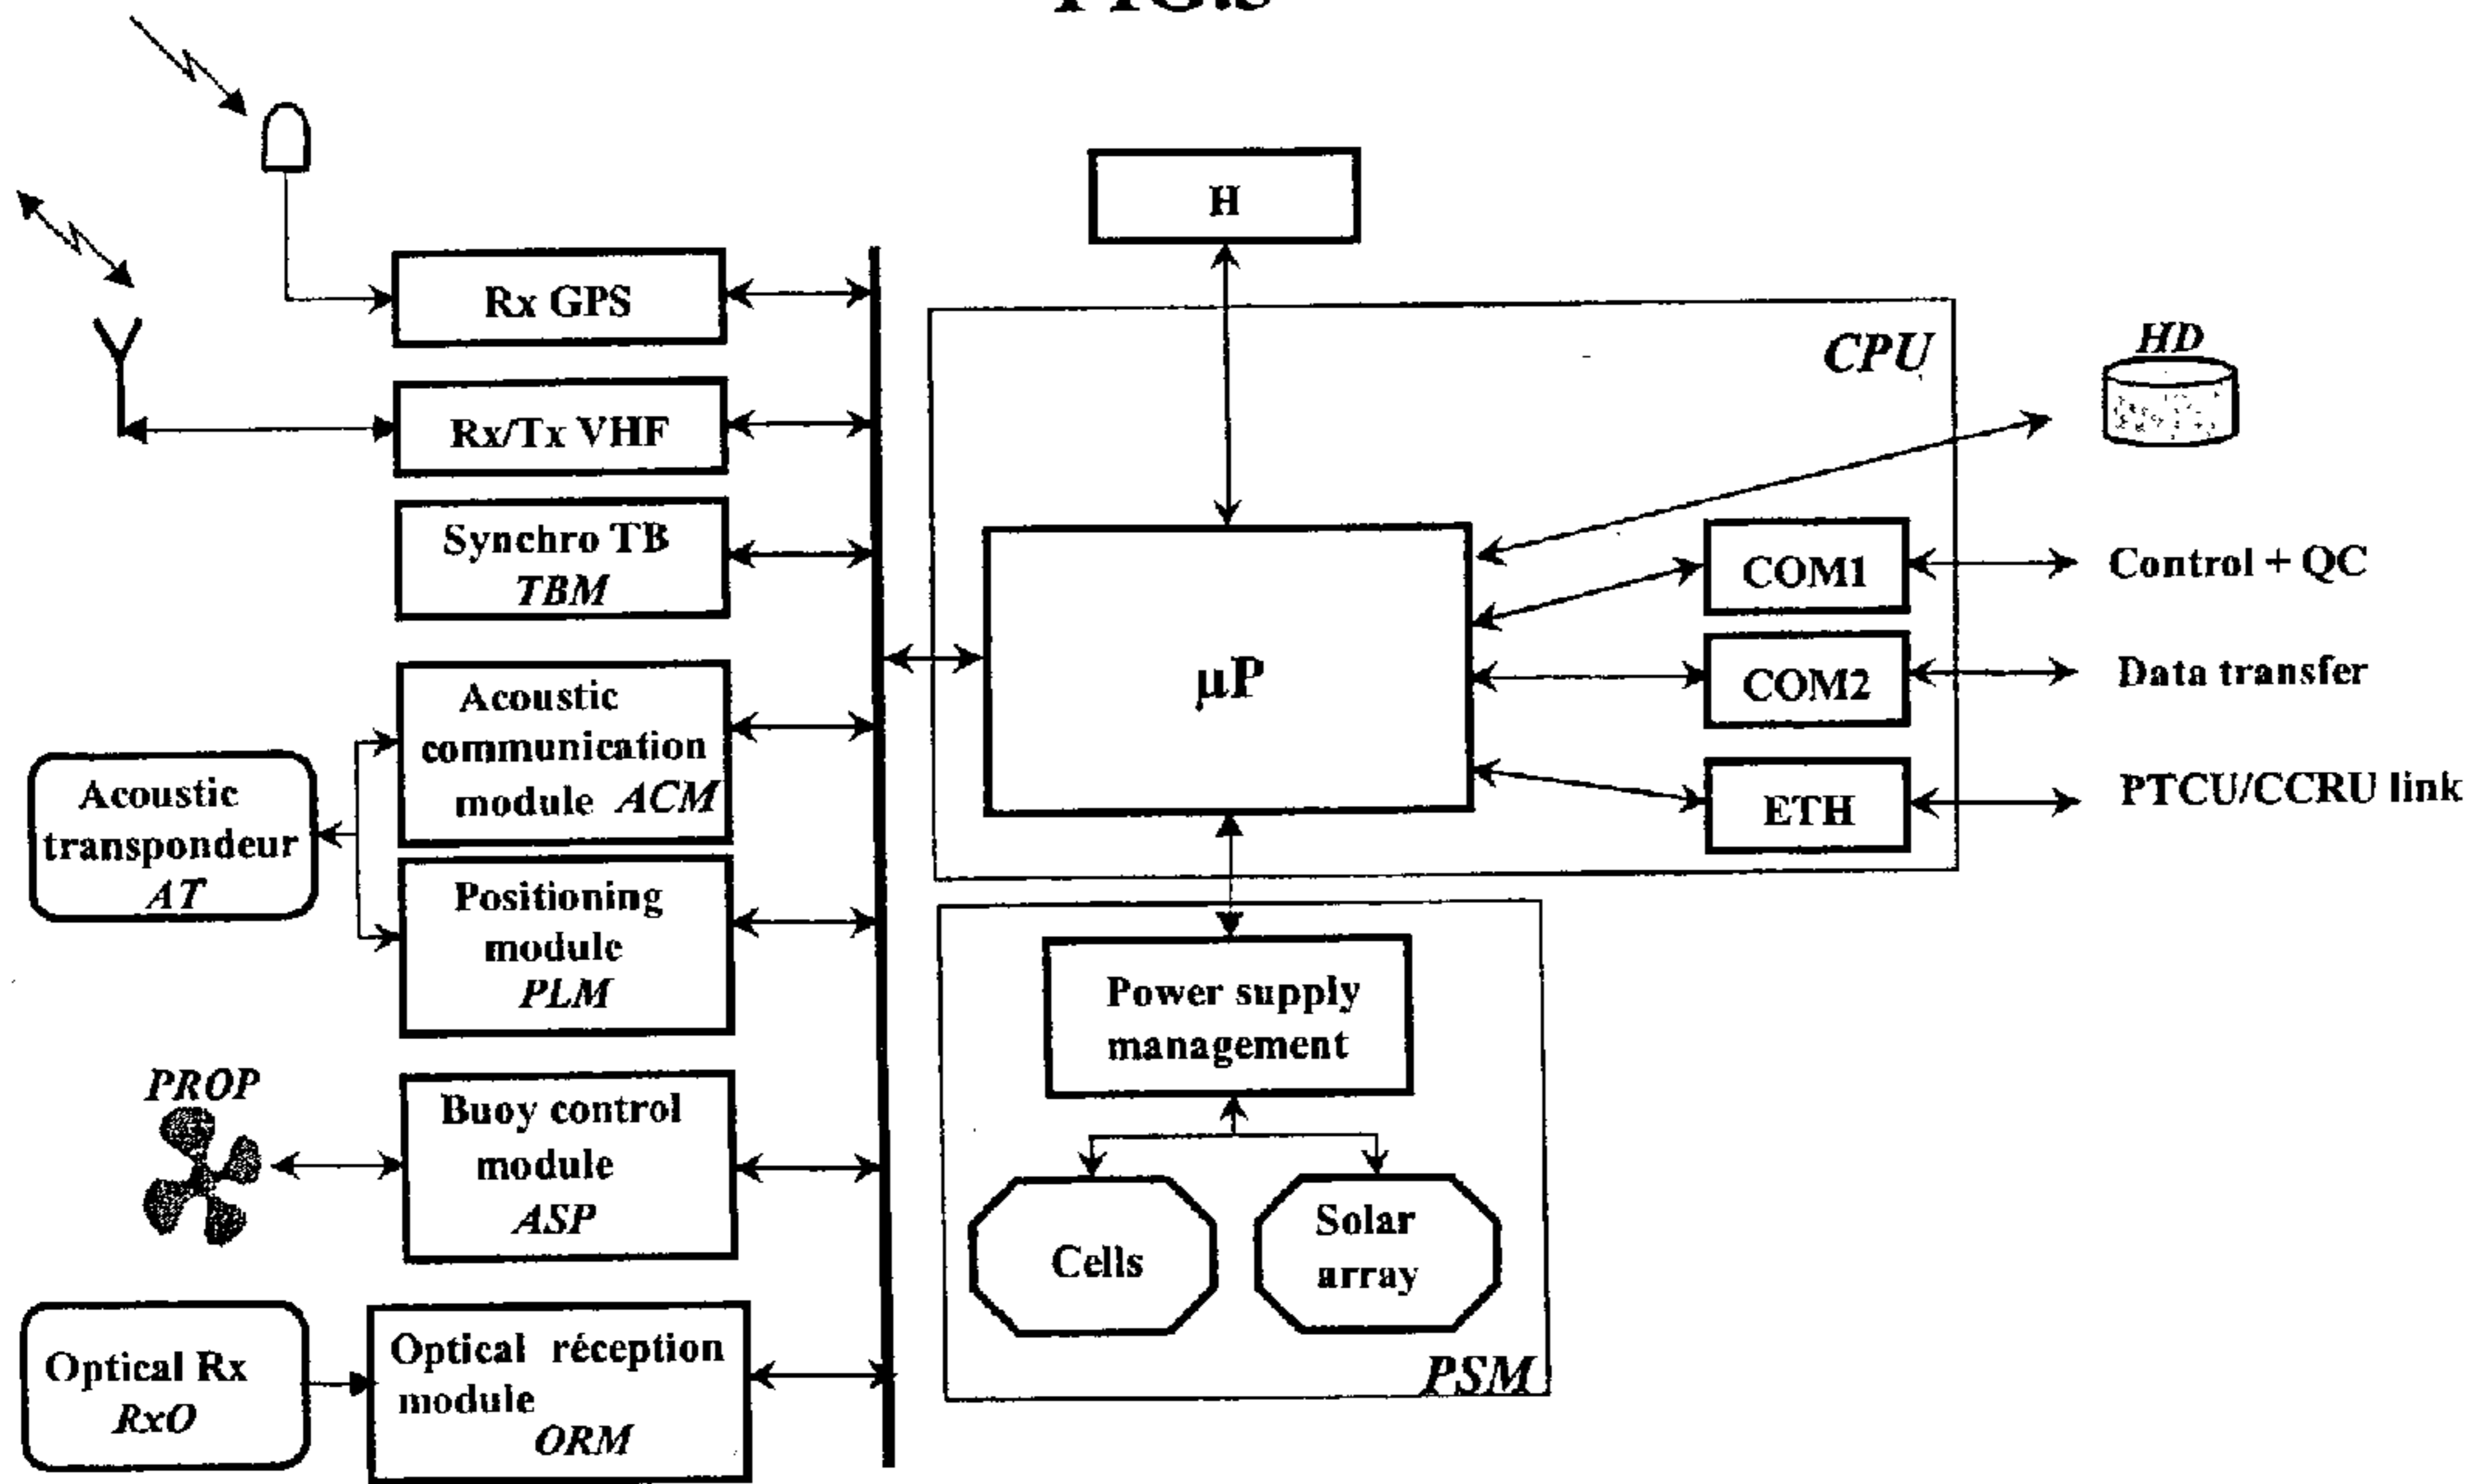 H
Rx GPS
CPU
HD
Rx/Tx VHF
Synchro TB
TBM
COM1
Control + QC
µP
COM2
Data transfer
Acoustic
communication
module ACM
Acoustic
transpondeur
AT
ETH
PTCU/CCRU link
Positioning
module
PLM
Power supply
management
PROP
Buoy control
module
ASP
Cells
Solar
array
PSM
Optical Rx
RxO
Optical réception
module
ORM